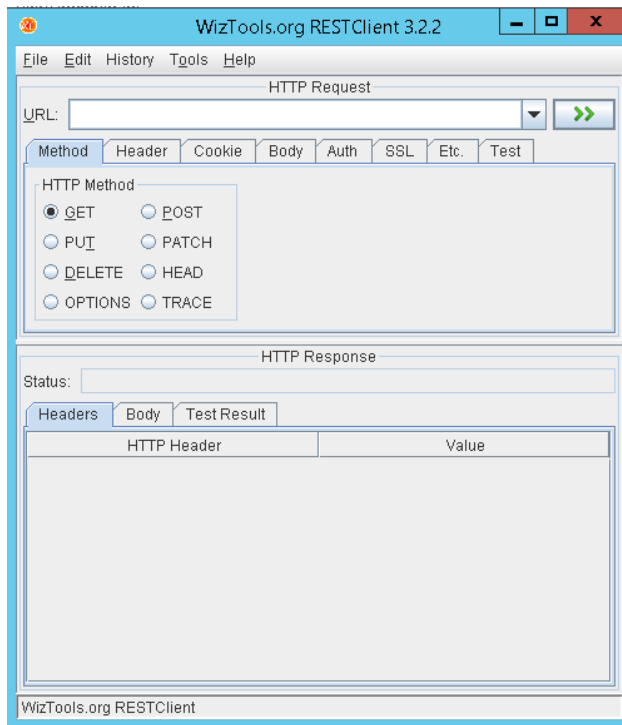 WizTools.org RESTClient 3.2.2
File Edit History Tools Help
HTTP Request
URL:
Method Header Cookie Body Auth SSL Etc. Test
HTTP Method
GET POST
PUT PATCH
DELETE HEAD
OPTIONS TRACE
HTTP Response
Status:
Headers Body Test Result
HTTP Header Value
WizTools.org RESTClient